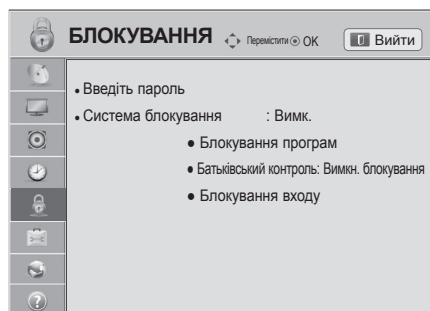 БЛОКУВАННЯ Перемістити OK Вийти
• Введіть пароль
• Система блокування : Вимк.
• Блокування програм
• Батьківський контроль: Вимкн. блокування
• Блокування входу
?